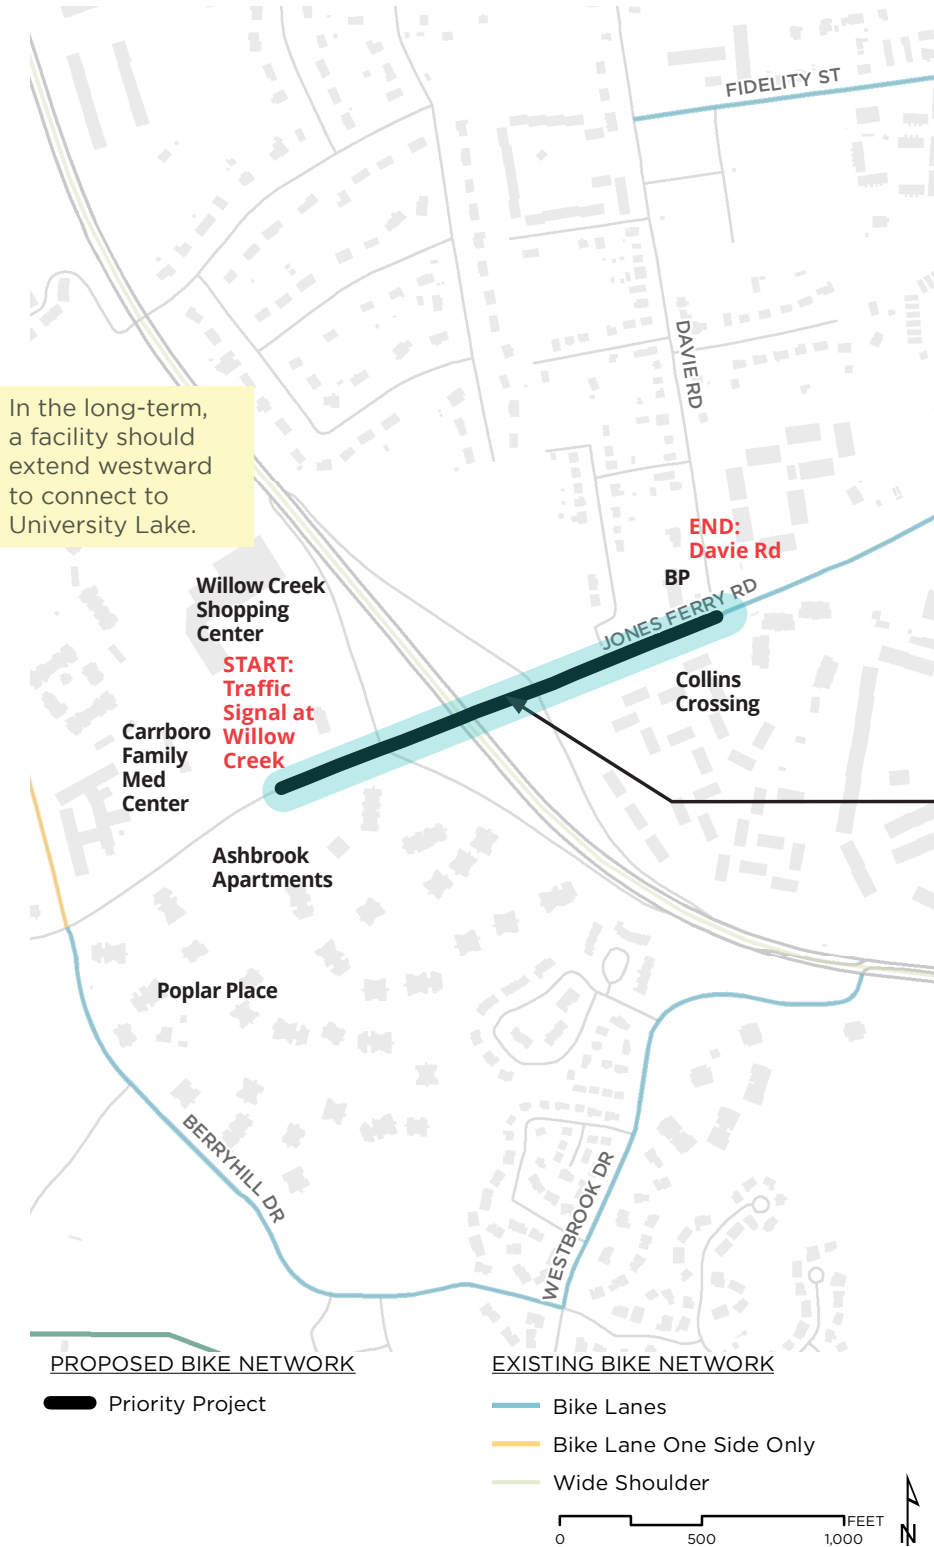 FIDELITY ST
DAVIE RD
In the long-term,
a facility should
extend westward
to connect to
University Lake.
END:
Davie Rd
BP
JONES FERRY RD
Willow Creek
Shopping
Center
START:
Traffic
Signal at
Willow
Creek
Collins
Crossing
Carrboro
Family
Med
Center
Ashbrook
Apartments
Poplar Place
BERRYHILL DR
WESTBROOK DR
PROPOSED BIKE NETWORK
Priority Project
EXISTING BIKE NETWORK
Bike Lanes
Bike Lane One Side Only
Wide Shoulder
FEET
0 500 1,000
N